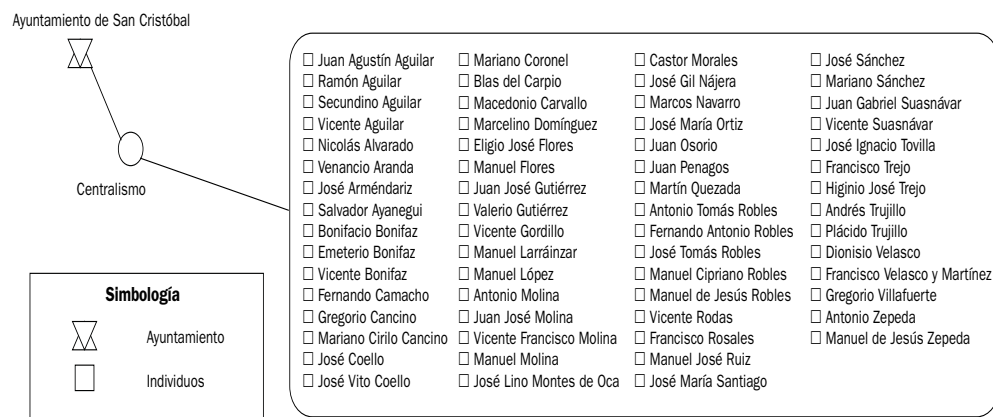 Ayuntamiento de San Cristóbal
Centralismo
Juan Agustín Aguilar
Ramón Aguilar
Secundino Aguilar
Vicente Aguilar
Nicolás Alvarado
Venancio Aranda
José Arméndariz
Salvador Ayanegui
Bonifacio Bonifaz
Emeterio Bonifaz
Vicente Bonifaz
Fernando Camacho
Gregorio Cancino
Mariano Cirilo Cancino
José Coello
José Vito Coello
Mariano Coronel
Blas del Carpio
Macedonio Carvallo
Marcelino Domínguez
Eligio José Flores
Manuel Flores
Juan José Gutiérrez
Valerio Gutiérrez
Vicente Gordillo
Manuel Larráinzar
Manuel López
Antonio Molina
Juan José Molina
Vicente Francisco Molina
Manuel Molina
José Lino Montes de Oca
Castor Morales
José Gil Nájera
Marcos Navarro
José María Ortiz
Juan Osorio
Juan Penagos
Martín Quezada
Antonio Tomás Robles
Fernando Antonio Robles
José Tomás Robles
Manuel Cipriano Robles
Manuel de Jesús Robles
Vicente Rodas
Francisco Rosales
Manuel José Ruiz
José María Santiago
José Sánchez
Mariano Sánchez
Juan Gabriel Suasnávar
Vicente Suasnávar
José Ignacio Tovilla
Francisco Trejo
Higinio José Trejo
Andrés Trujillo
Plácido Trujillo
Dionisio Velasco
Francisco Velasco y Martínez
Gregorio Villafuerte
Antonio Zepeda
Manuel de Jesús Zepeda
Simbología
Ayuntamiento
Individuos